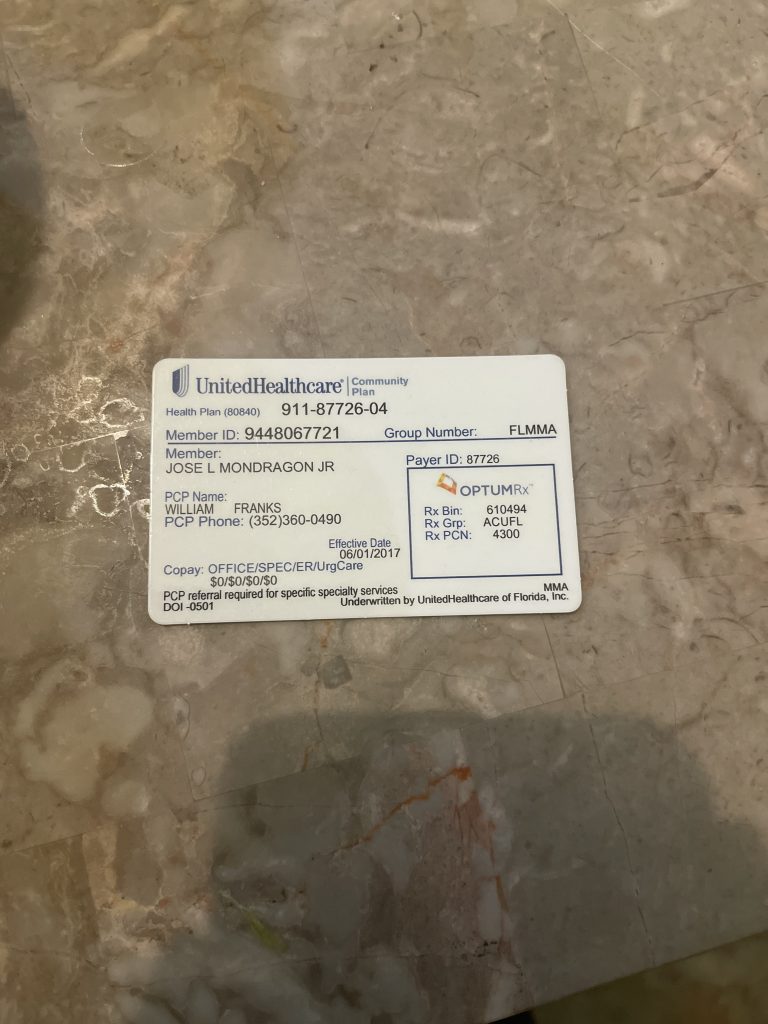 UnitedHealthcare® | Community Plan
Health Plan (80840) 911-87726-04
Member ID: 9448067721 Group Number: FLMMA
Member:
JOSE L MONDRAGON JR
Payer ID: 87726
OPTUMRx™
Rx Bin: 610494
Rx Grp: ACUFL
Rx PCN: 4300
PCP Name:
WILLIAM FRANKS
PCP Phone: (352)360-0490
Effective Date
06/01/2017
Copay: OFFICE/SPEC/ER/UrgCare
$0/$0/$0/$0
PCP referral required for specific specialty services
MMA
DOI -0501 Underwritten by UnitedHealthcare of Florida, Inc.